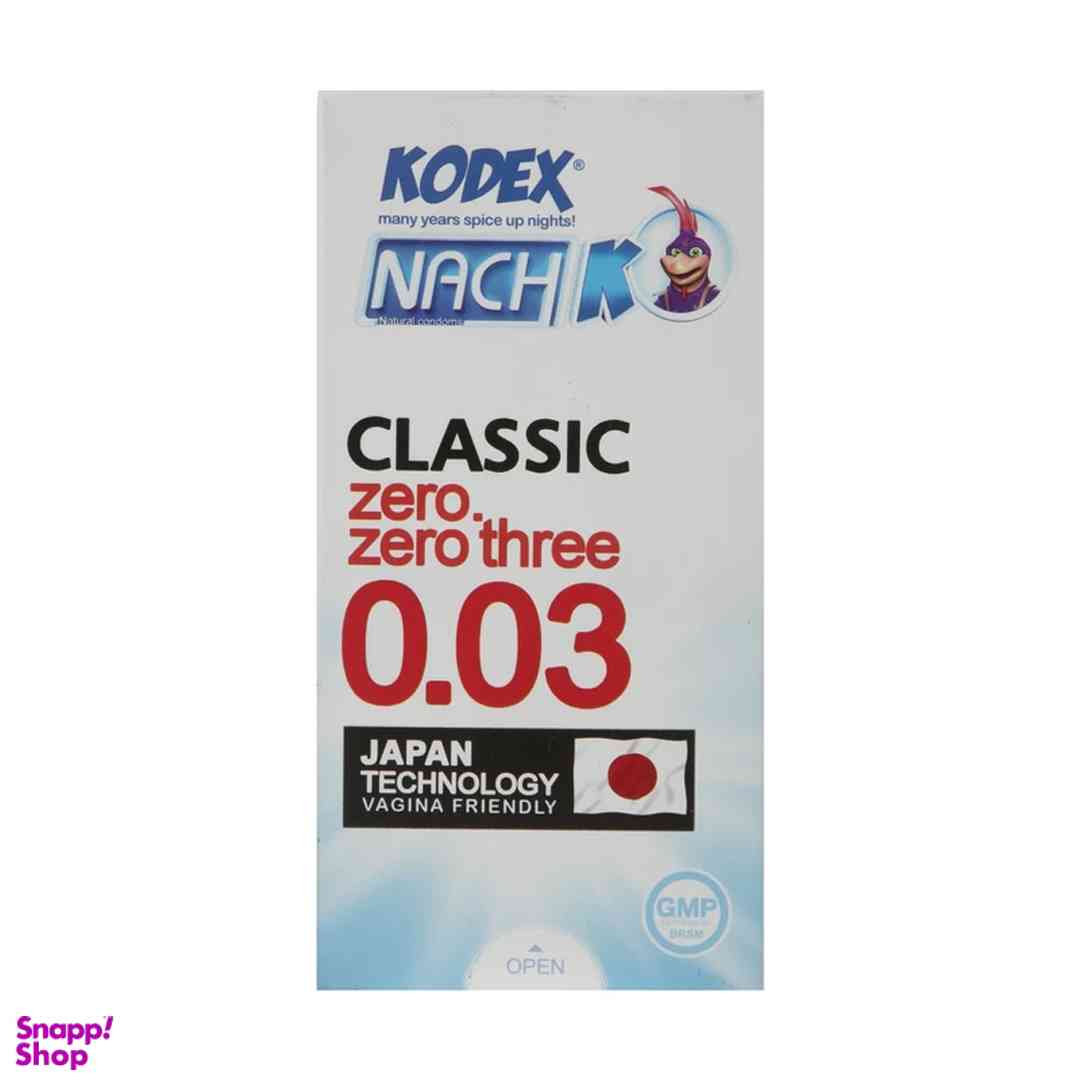 KODEX®
many years spice up nights!
NACH K
Natural condoms
CLASSIC
zero.
zero three
0.03
JAPAN
TECHNOLOGY
VAGINA FRIENDLY
GMP
OPEN
Snapp!
Shop